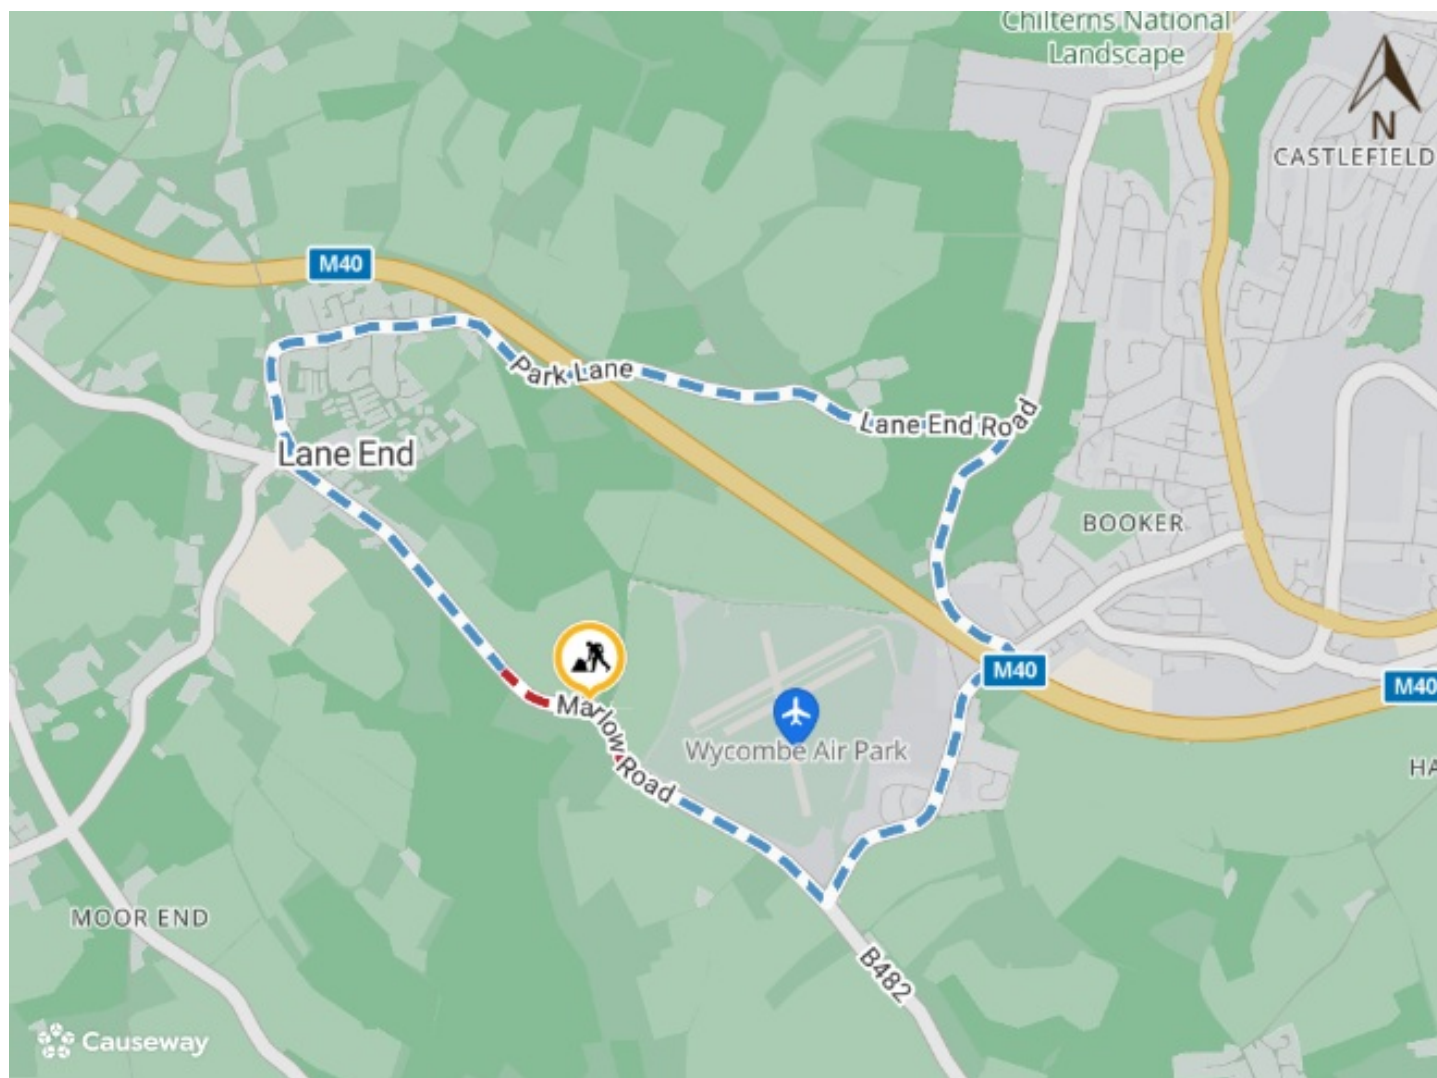 Chilterns National
Landscape
N
CASTLEFIELD
M40
Park Lane
Lane End Road
Lane End
BOOKER
M40
M40
Marlow Road
Wycombe Air Park
HA
MOOR END
B482
Causeway